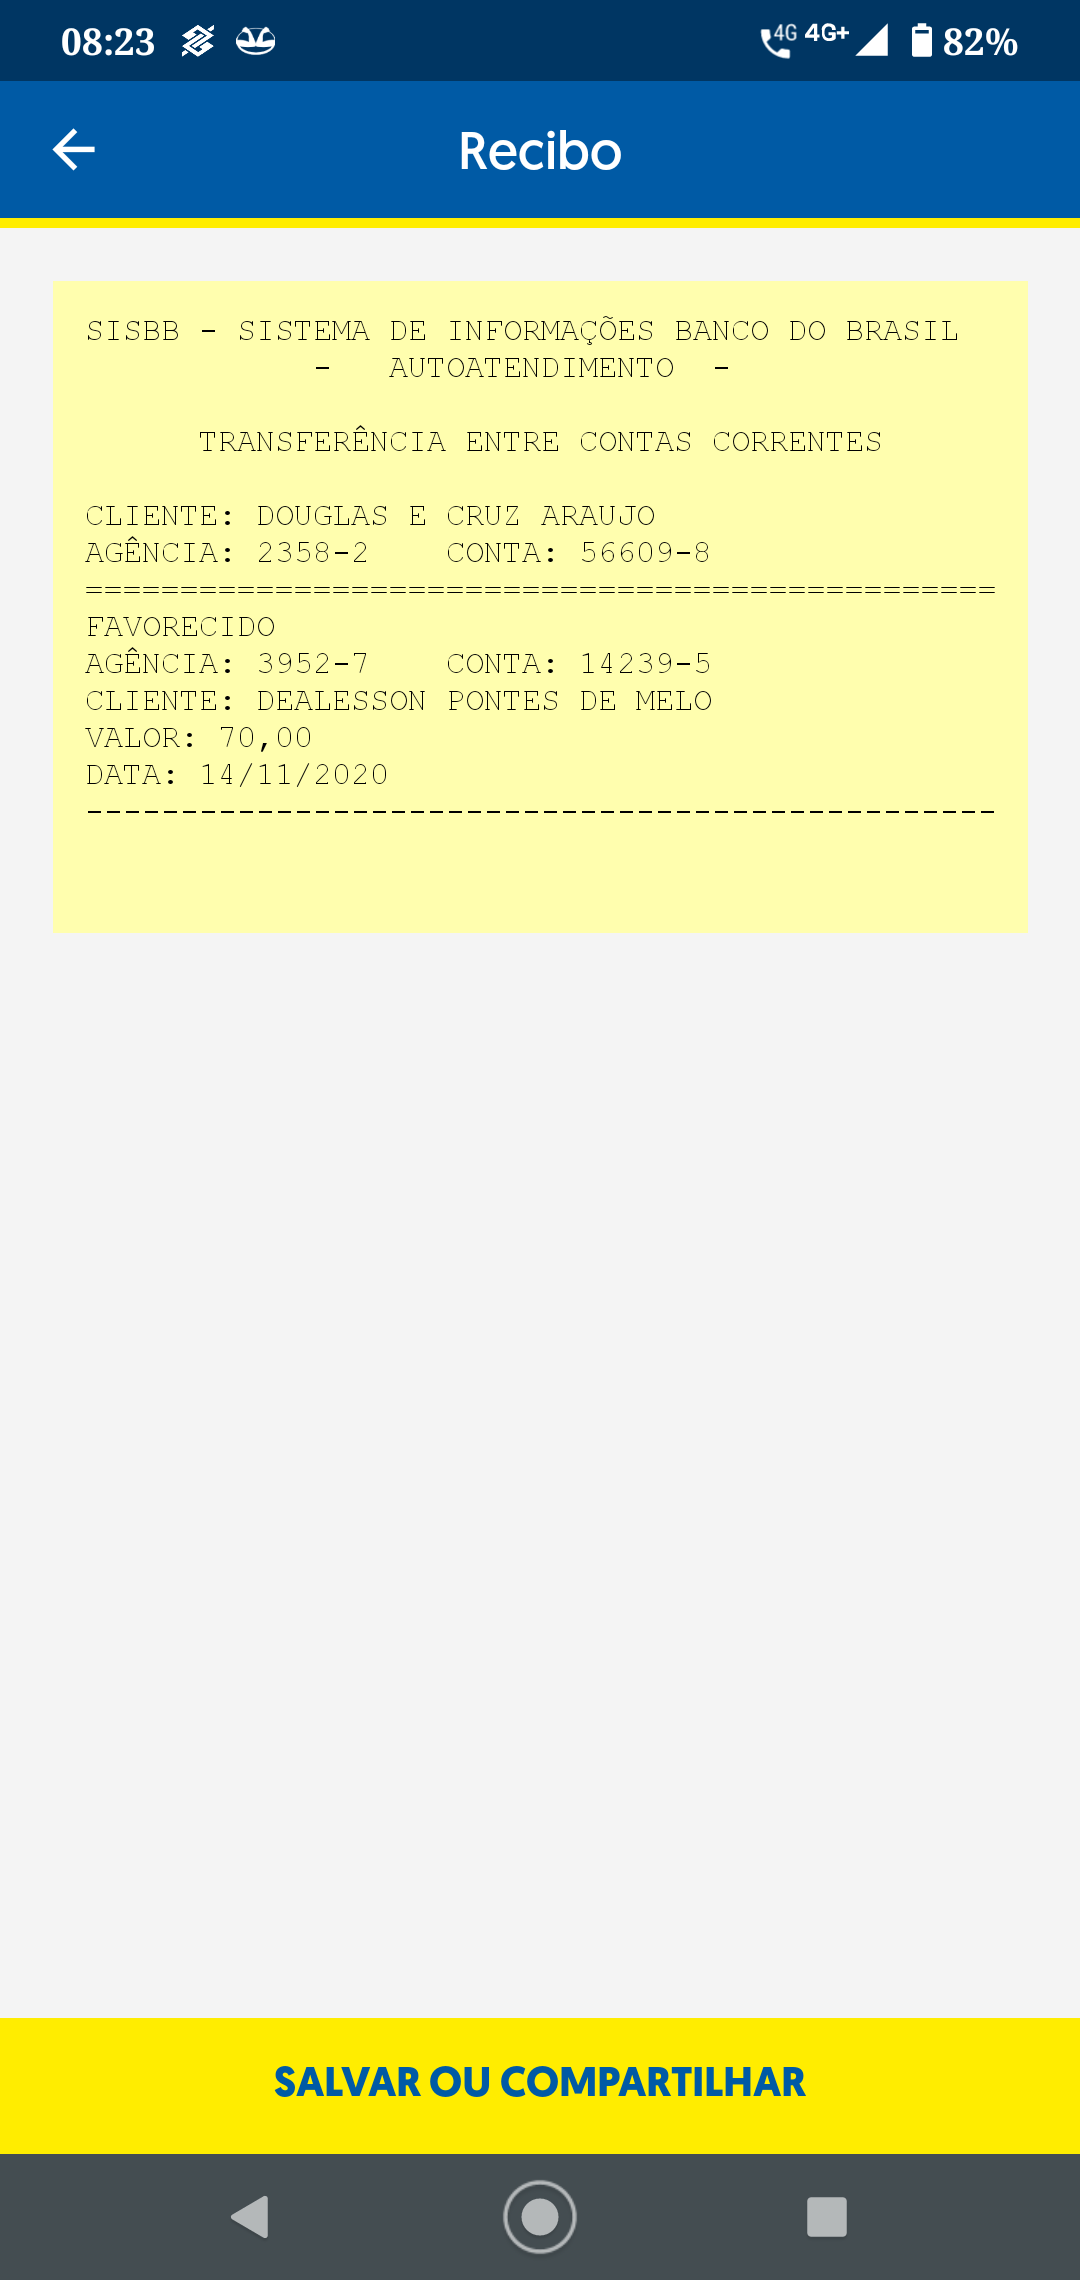 08:23 4G 4G+ 82%
Recibo
SISBB - SISTEMA DE INFORMAÇÕES BANCO DO BRASIL
- AUTOATENDIMENTO -
TRANSFERÊNCIA ENTRE CONTAS CORRENTES
CLIENTE: DOUGLAS E CRUZ ARAUJO
AGÊNCIA: 2358-2 CONTA: 56609-8
================================================
FAVORECIDO
AGÊNCIA: 3952-7 CONTA: 14239-5
CLIENTE: DEALESSON PONTES DE MELO
VALOR: 70,00
DATA: 14/11/2020
------------------------------------------------
SALVAR OU COMPARTILHAR